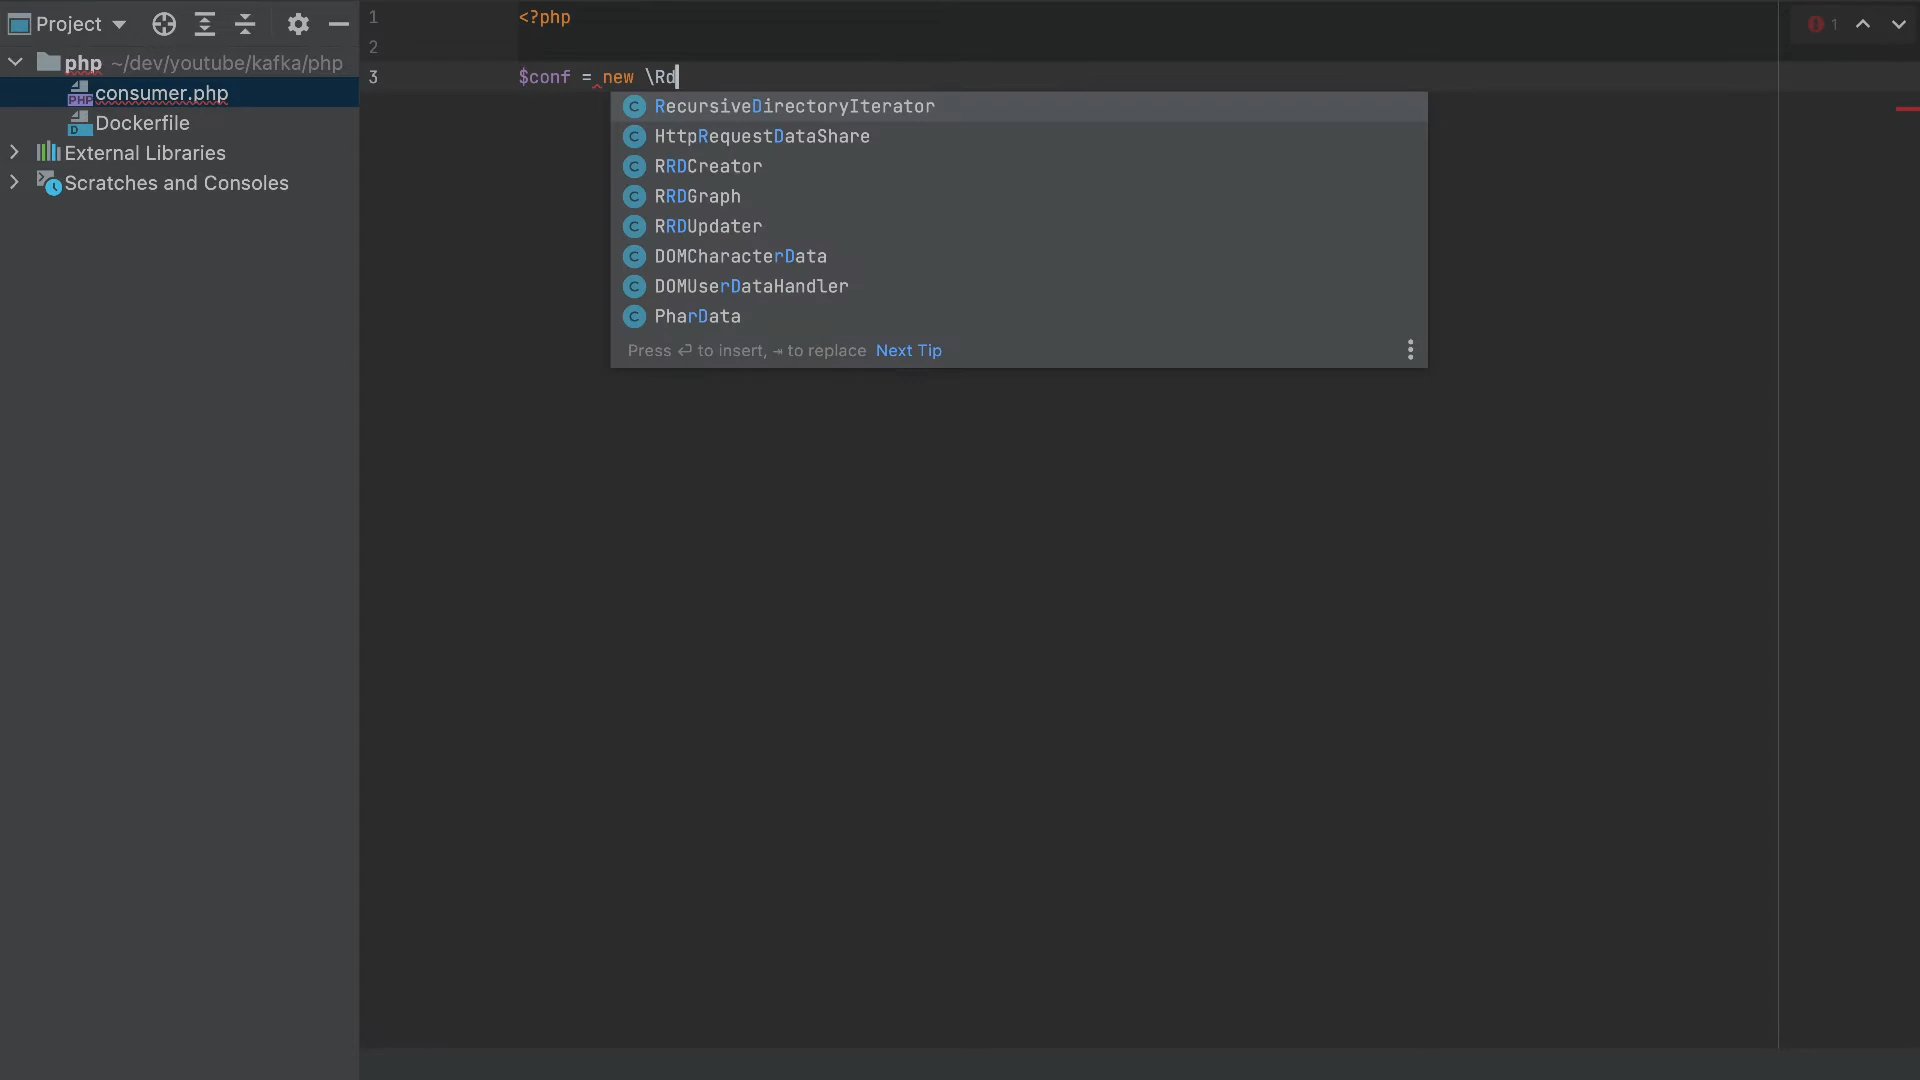 Project
php ~/dev/youtube/kafka/php
consumer.php
Dockerfile
External Libraries
Scratches and Consoles
1 <?php
2
3 $conf = new \Rd
RecursiveDirectoryIterator
HttpRequestDataShare
RRDCreator
RRDGraph
RRDUpdater
DOMCharacterData
DOMUserDataHandler
PharData
Press ⏎ to insert, ⇥ to replace Next Tip
1